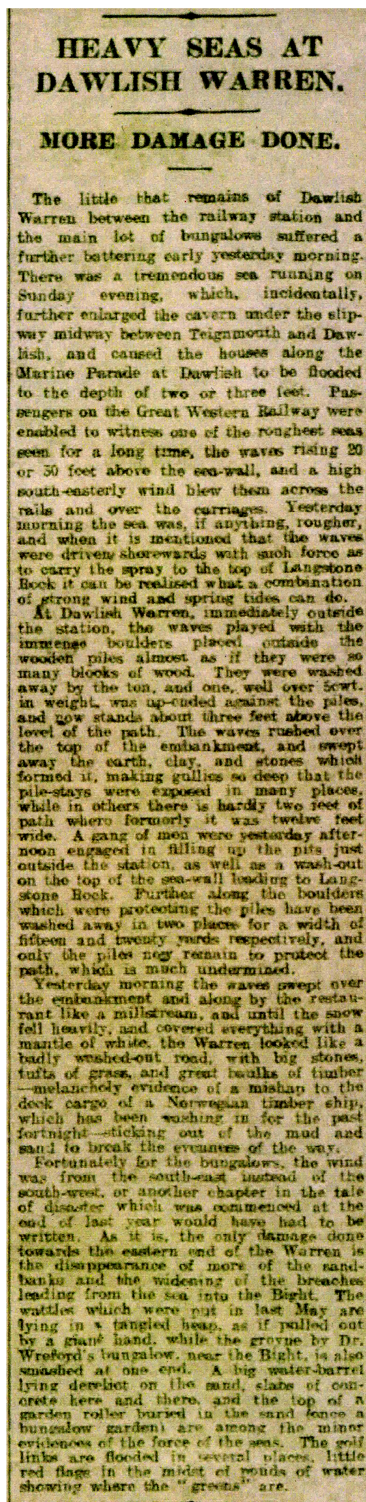 HEAVY SEAS AT
DAWLISH WARREN.
MORE DAMAGE DONE.
The little that remains of Dawlish
Warren between the railway station and
the main lot of bungalows suffered a
further battering early yesterday morning.
There was a tremendous sea running on
Sunday evening, which, incidentally,
further enlarged the cavern under the slip-
way midway between Teignmouth and Daw-
lish, and caused the houses along the
Marine Parade at Dawlish to be flooded
to the depth of two or three feet. Pas-
sengers on the Great Western Railway were
enabled to witness one of the roughest seas
seen for a long time, the waves rising 20
or 30 feet above the sea-wall, and a high
south-easterly wind blew them across the
rails and over the carriages. Yesterday
morning the sea was, if anything, rougher,
and when it is mentioned that the waves
were driven shorewards with such force as
to carry the spray to the top of Langstone
Rock it can be realised what a combination
of strong wind and spring tides can do.
At Dawlish Warren, immediately outside
the station, the waves played with the
immense boulders placed outside the
wooden piles almost as if they were so
many blocks of wood. They were washed
away by the ton, and one, well over 5cwt.
in weight, was up-ended against the piles,
and now stands about three feet above the
level of the path. The waves rushed over
the top of the embankment, and swept
away the earth, clay, and stones which
formed it, making gullies so deep that the
pile-stays were exposed in many places,
while in others there is hardly two feet of
path where formerly it was twelve feet
wide. A gang of men were yesterday after-
noon engaged in filling up the pits just
outside the station, as well as a wash-out
on the top of the sea-wall leading to Lang-
stone Rock. Further along the boulders
which were protecting the piles have been
washed away in two places for a width of
fifteen and twenty yards respectively, and
only the piles now remain to protect the
path, which is much undermined.
Yesterday morning the waves swept over
the embankment and along by the restau-
rant like a millstream, and until the snow
fell heavily, and covered everything with a
mantle of white, the Warren looked like a
badly washed-out road, with big stones,
tufts of grass, and great baulks of timber
—melancholy evidence of a mishap to the
deck cargo of a Norwegian timber ship,
which has been washing in for the past
fortnight—sticking out of the mud and
sand to break the evenness of the way.
Fortunately for the bungalows, the wind
was from the south-east instead of the
south-west, or another chapter in the tale
of disaster which was commenced at the
end of last year would have had to be
written. As it is, the only damage done
towards the eastern end of the Warren is
the disappearance of more of the sand-
banks and the widening of the breaches
leading from the sea into the Bight. The
wattles which were put in last May are
lying in a tangled heap, as if pulled out
by a giant hand, while the groyne by Dr.
Wreford's bungalow, near the Bight, is also
smashed at one end. A big water-barrel
lying derelict on the sand, slabs of con-
crete here and there, and the top of a
garden roller buried in the sand (once a
bungalow garden) are among the minor
evidences of the force of the seas. The golf
links are flooded in several places, little
red flags in the midst of ponds of water
showing where the "greens" are.